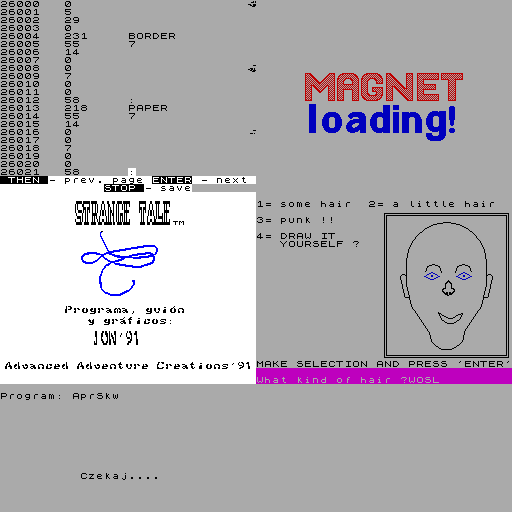 26000 0
26001 5
26002 29
26003 0
26004 231 BORDER
26005 55 7
26006 14
26007 0
26008 0
26009 7
26010 0
26011 0
26012 58 :
26013 218 PAPER
26014 55 7
26015 14
26016 0
26017 0
26018 7
26019 0
26020 0
26021 58 :
THEN - prev. page ENTER - next
STOP - save
MAGNET
loading!
STRANGE TALE™
Programa, guión
y gráficos:
JON'91
Advanced Adventure Creations'91
1= some hair 2= a little hair
3= punk !!
4= DRAW IT
YOURSELF ?
MAKE SELECTION AND PRESS 'ENTER'
What kind of hair ?WOSL
Program: AprSkw
Czekaj....